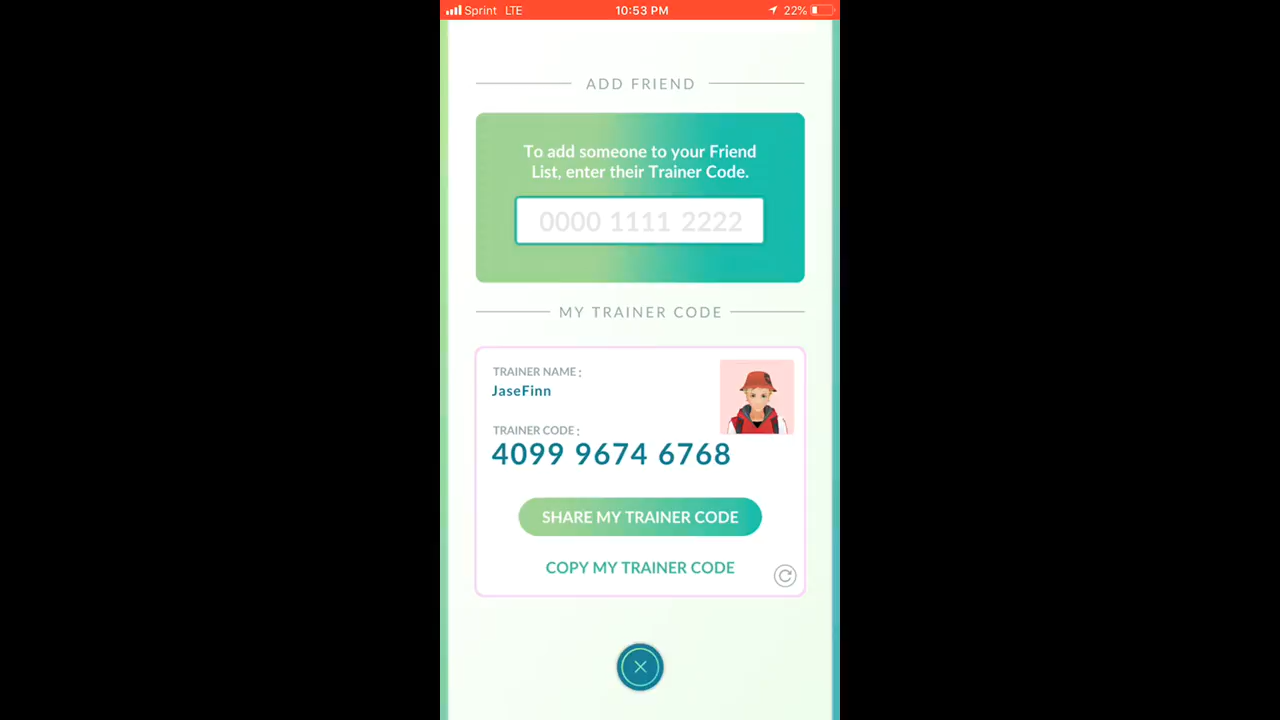 Sprint LTE 10:53 PM 22%
ADD FRIEND
To add someone to your Friend
List, enter their Trainer Code.
0000 1111 2222
MY TRAINER CODE
TRAINER NAME :
JaseFinn
TRAINER CODE :
4099 9674 6768
SHARE MY TRAINER CODE
COPY MY TRAINER CODE